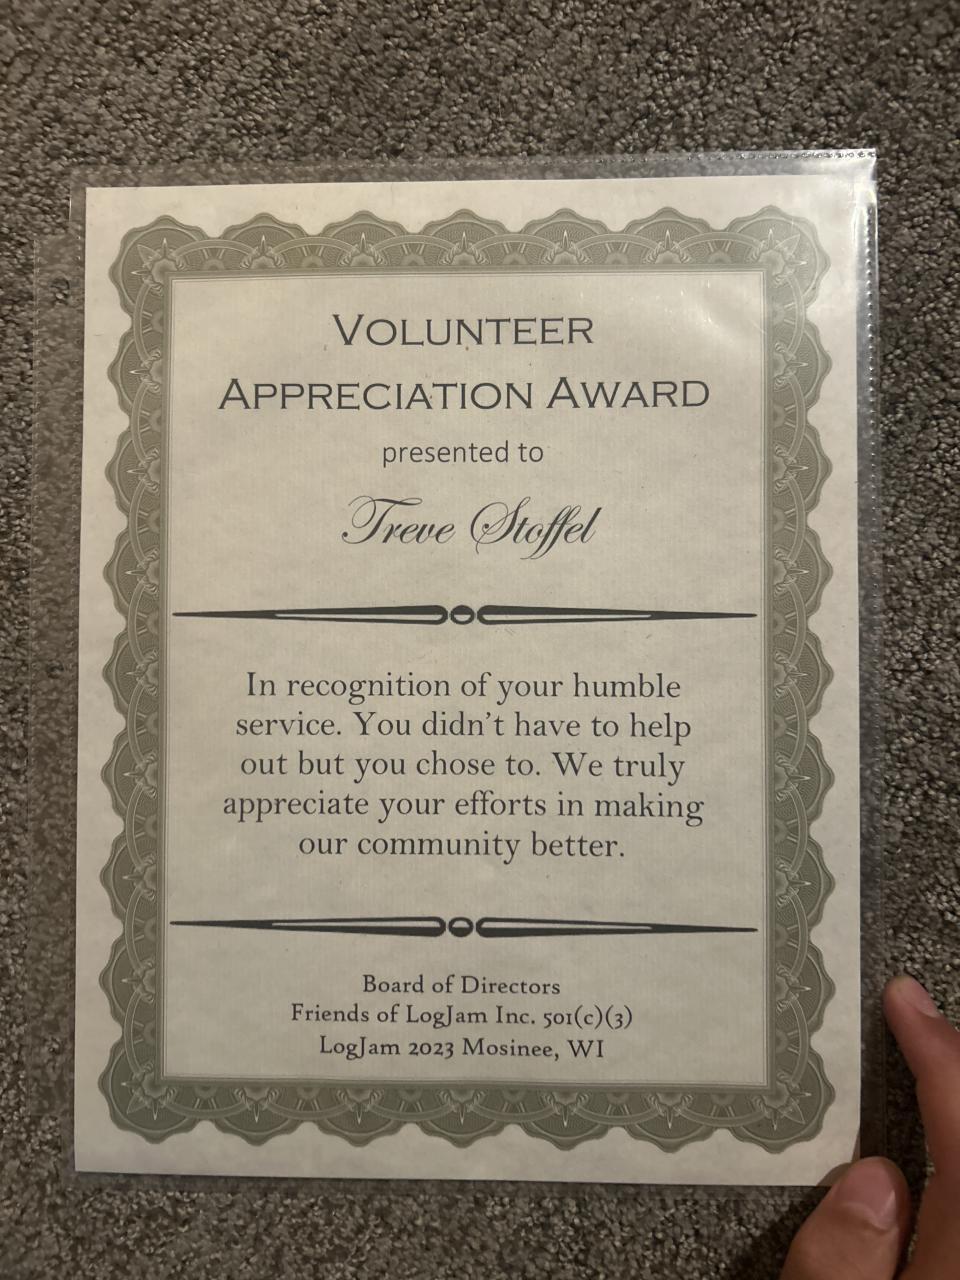 VOLUNTEER
APPRECIATION AWARD
presented to
Treve Stoffel
In recognition of your humble
service. You didn't have to help
out but you chose to. We truly
appreciate your efforts in making
our community better.
Board of Directors
Friends of LogJam Inc. 501(c)(3)
LogJam 2023 Mosinee, WI